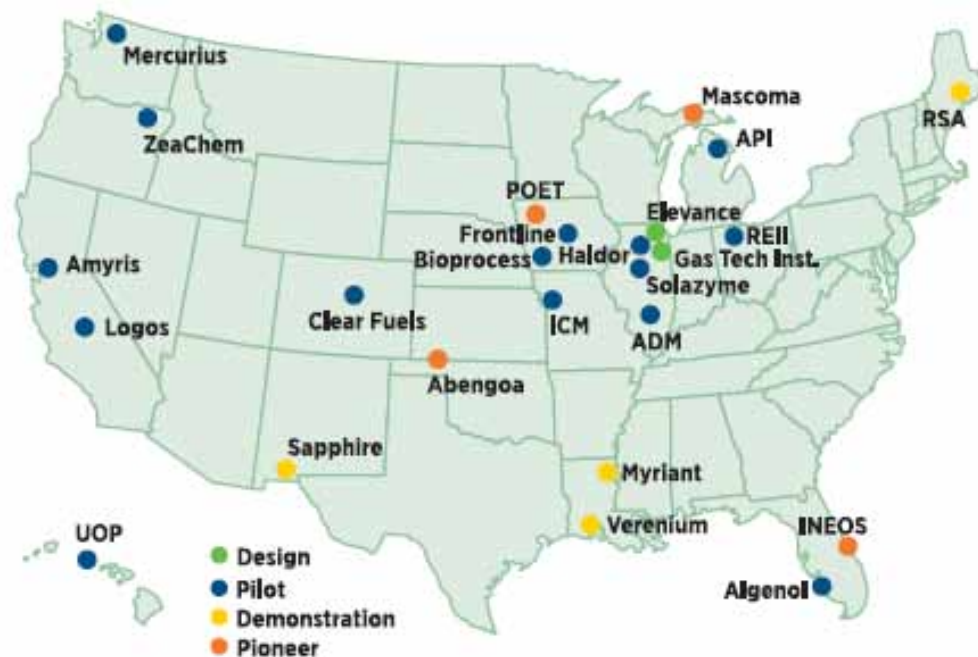 Mercurius
ZeaChem
Mascoma
API
RSA
POET
Elevance
Frontline
REII
Bioprocess
Haldor
Gas Tech Inst.
Solazyme
Amyris
Logos
Clear Fuels
ICM
ADM
Abengoa
Sapphire
Myriant
Verenium
INEOS
Algenol
UOP
Design
Pilot
Demonstration
Pioneer